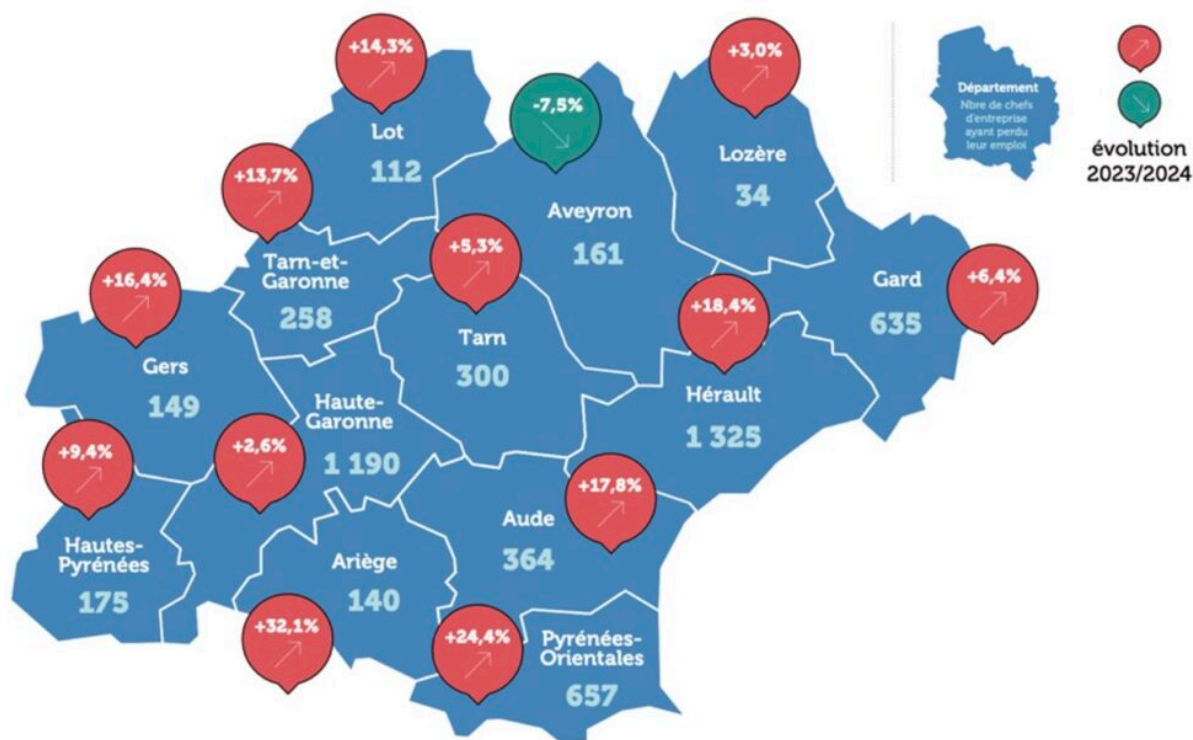 +14,3%
Lot
112
-7,5%
Aveyron
161
+3,0%
Lozère
34
Département
Nbre de chefs
d'entreprise
ayant perdu
leur emploi
évolution
2023/2024
+13,7%
Tarn-et-
Garonne
258
+5,3%
Tarn
300
+6,4%
Gard
635
+16,4%
Gers
149
+18,4%
Hérault
1 325
Haute-
Garonne
1 190
+2,6%
+9,4%
Hautes-
Pyrénées
175
+17,8%
Aude
364
Ariège
140
+32,1%
+24,4%
Pyrénées-
Orientales
657